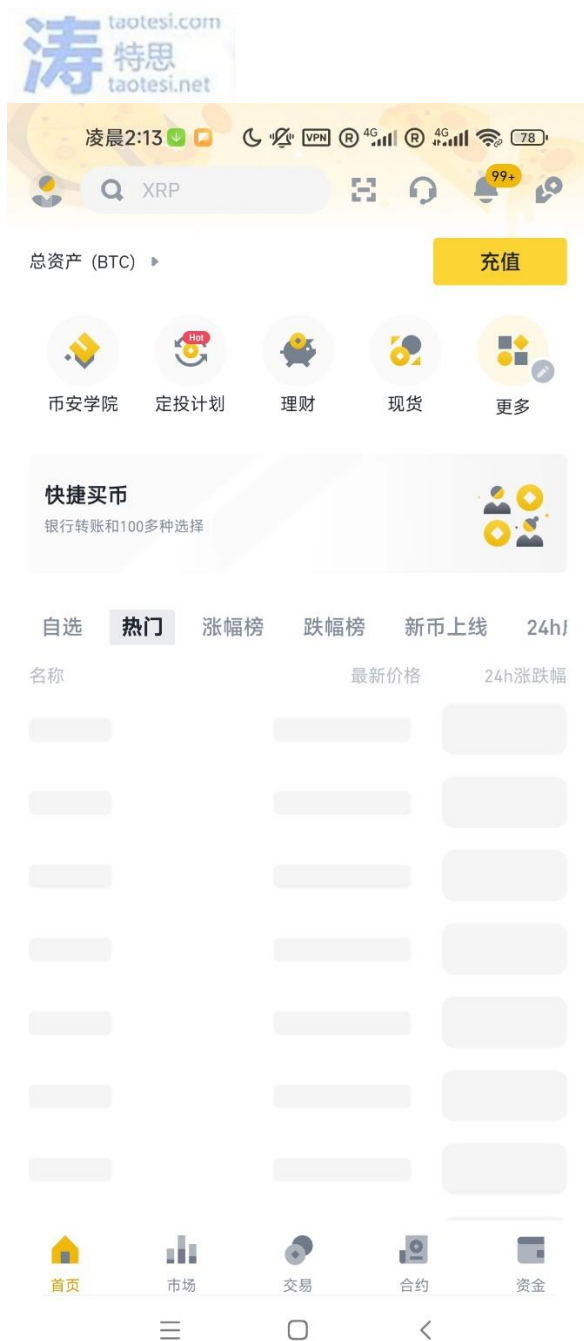 taotesi.com
涛特思
taotesi.net
凌晨2:13 VPN R 4G R 4G 78
XRP 99+
总资产 (BTC) 充值
Hot
币安学院 定投计划 理财 现货 更多
快捷买币
银行转账和100多种选择
自选 热门 涨幅榜 跌幅榜 新币上线 24h
名称 最新价格 24h涨跌幅
首页 市场 交易 合约 资金